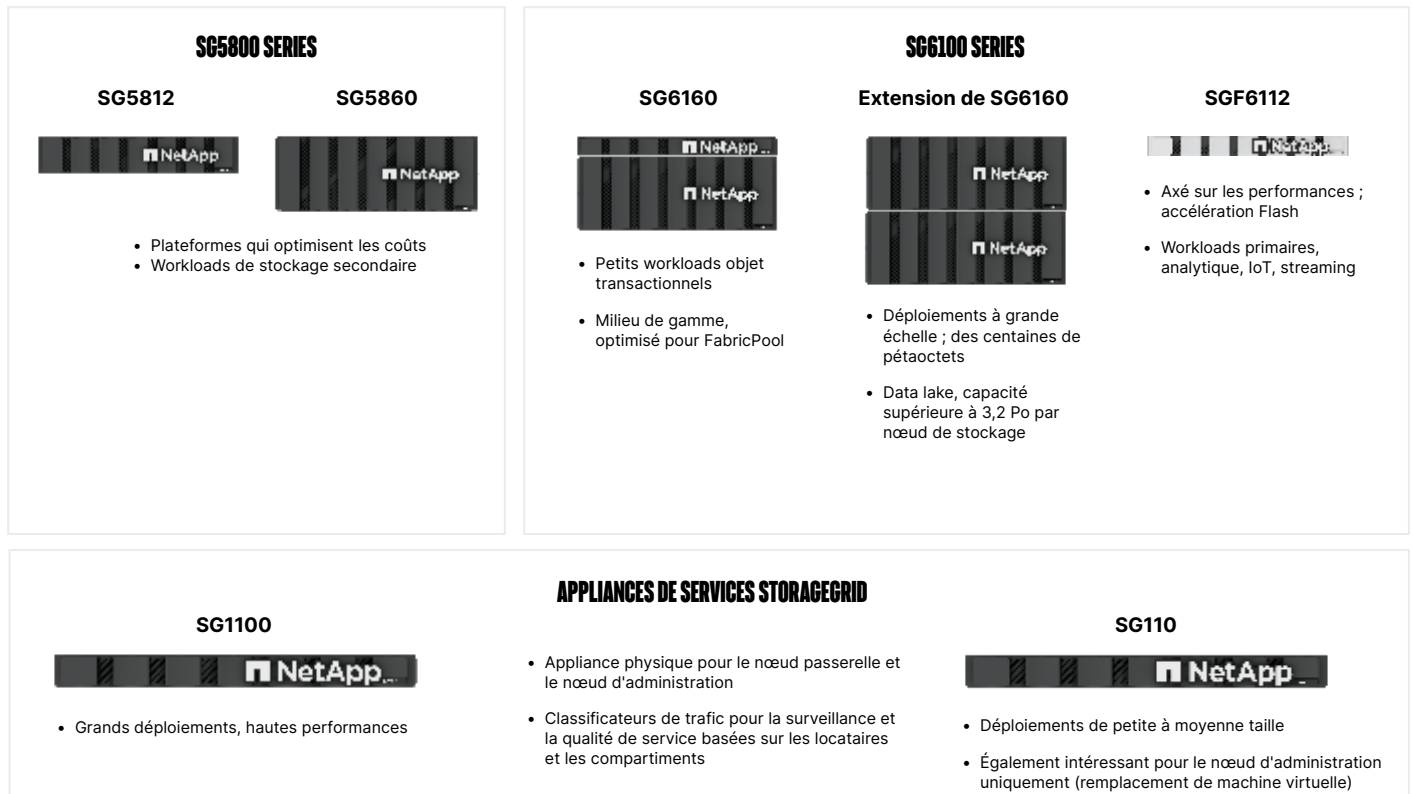 SG5800 SERIES
SG5812
SG5860
NetApp
NetApp
• Plateformes qui optimisent les coûts
• Workloads de stockage secondaire
SG6100 SERIES
SG6160
Extension de SG6160
SGF6112
NetApp
NetApp
• Petits workloads objet
transactionnels
• Milieu de gamme,
optimisé pour FabricPool
NetApp
NetApp
• Déploiements à grande
échelle ; des centaines de
pétaoctets
• Data lake, capacité
supérieure à 3,2 Po par
nœud de stockage
NetApp
• Axé sur les performances ;
accélération Flash
• Workloads primaires,
analytique, IoT, streaming
APPLIANCES DE SERVICES STORAGEGRID
SG1100
NetApp
• Grands déploiements, hautes performances
• Appliance physique pour le nœud passerelle et
le nœud d'administration
• Classificateurs de trafic pour la surveillance et
la qualité de service basées sur les locataires
et les compartiments
SG110
NetApp
• Déploiements de petite à moyenne taille
• Également intéressant pour le nœud d'administration
uniquement (remplacement de machine virtuelle)